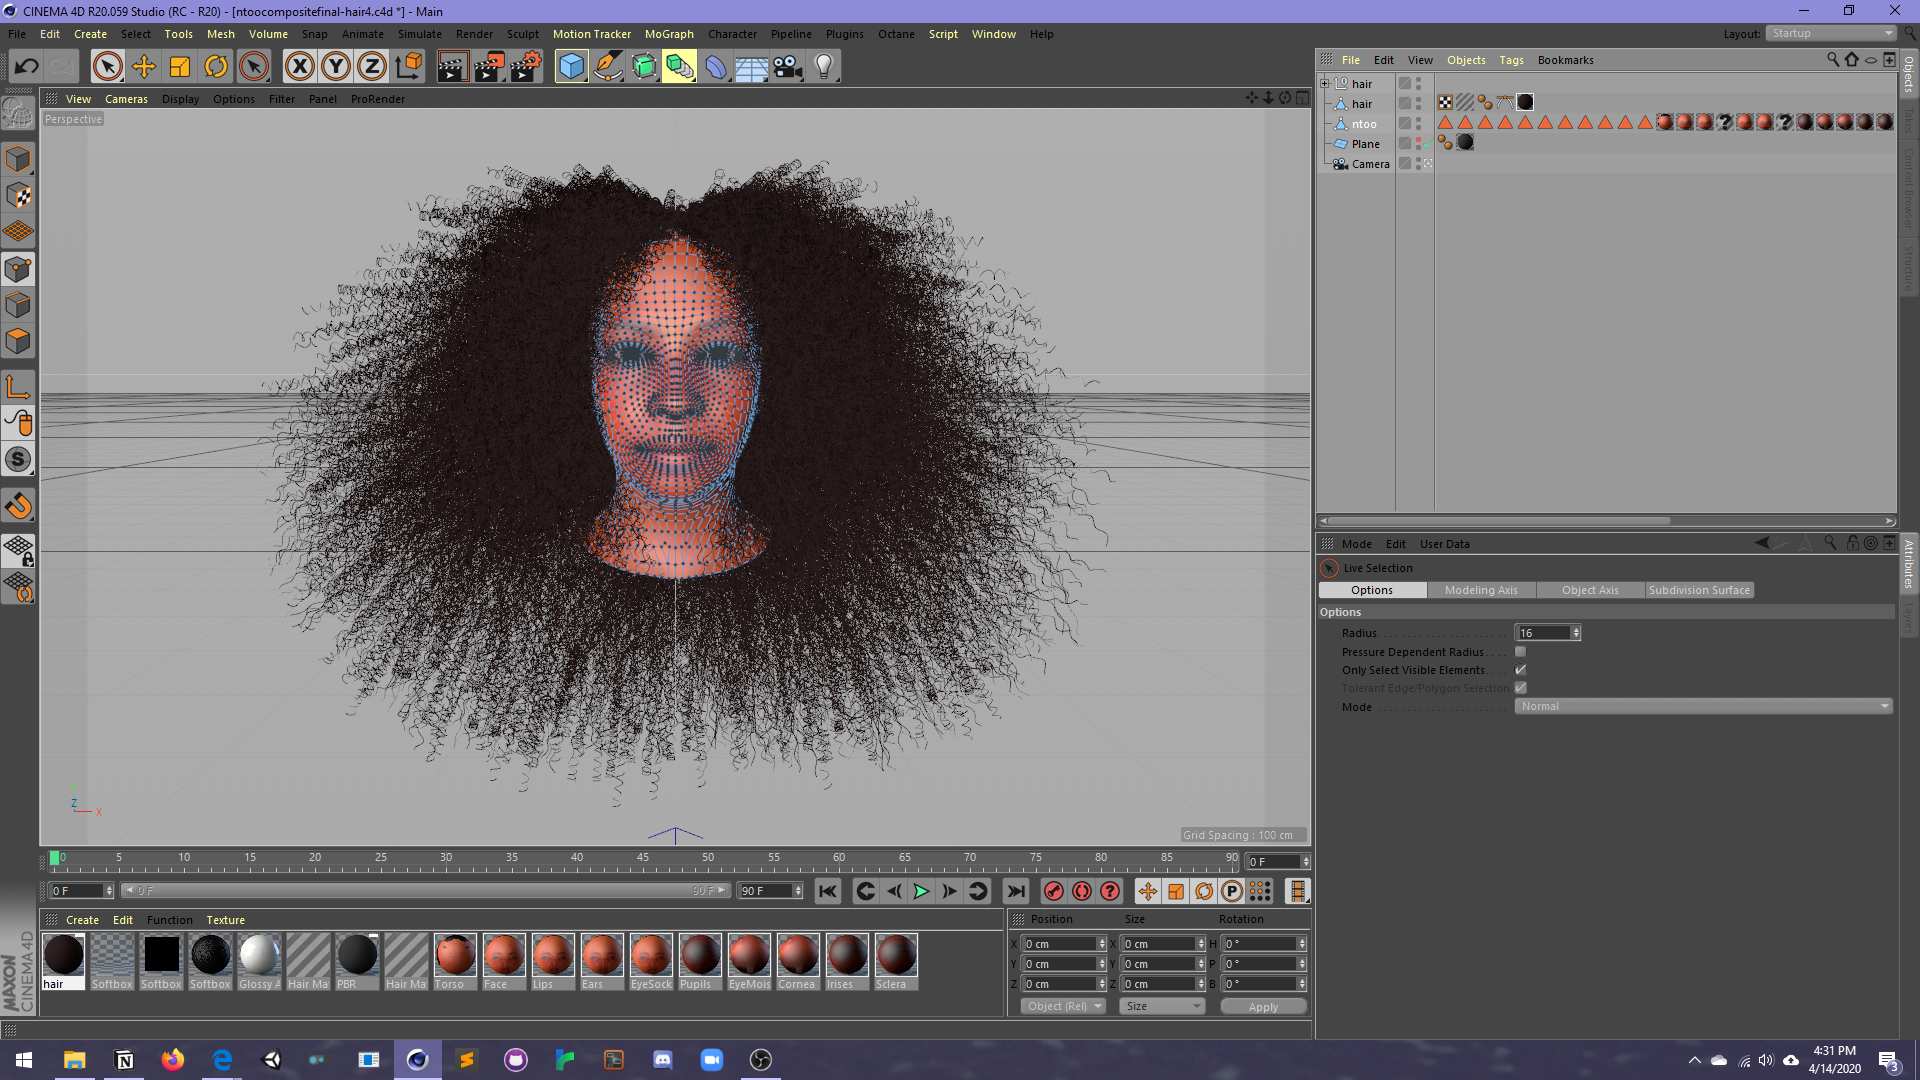 CINEMA 4D R20.059 Studio (RC - R20) - [ntoocompositefinal-hair4.c4d *] - Main
File Edit Create Select Tools Mesh Volume Snap Animate Simulate Render Sculpt Motion Tracker MoGraph Character Pipeline Plugins Octane Script Window Help
Layout: Startup
View Cameras Display Options Filter Panel ProRender
Perspective
File Edit View Objects Tags Bookmarks
hair
hair
ntoo
Plane
Camera
Objects
Takes
Content Browser
Structure
Mode Edit User Data
Live Selection
Options Modeling Axis Object Axis Subdivision Surface
Options
Radius 16
Pressure Dependent Radius
Only Select Visible Elements
Tolerant Edge/Polygon Selection
Mode Normal
Attributes
Layers
Z X
Grid Spacing : 100 cm
0 5 10 15 20 25 30 35 40 45 50 55 60 65 70 75 80 85 90
0 F
0 F 0 F 90 F 90 F
P
Create Edit Function Texture
hair Softbox Softbox Softbox Glossy A Hair Ma PBR Hair Ma Torso Face Lips Ears EyeSock Pupils EyeMois Cornea Irises Sclera
Position Size Rotation
X 0 cm X 0 cm H 0 °
Y 0 cm Y 0 cm P 0 °
Z 0 cm Z 0 cm B 0 °
Object (Rel) Size Apply
MAXON
CINEMA 4D
4:31 PM
4/14/2020
3